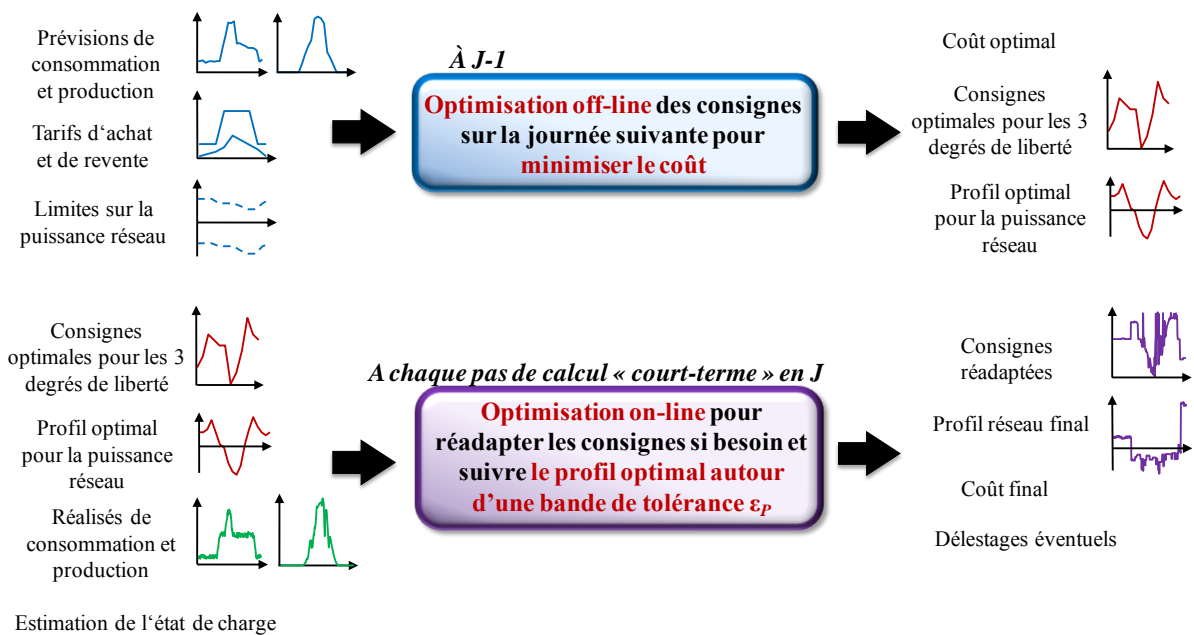 Prévisions de
consommation
et production
Tarifs d‘achat
et de revente
Limites sur la
puissance réseau
À J-1
Optimisation off-line des consignes
sur la journée suivante pour
minimiser le coût
Coût optimal
Consignes
optimales pour les 3
degrés de liberté
Profil optimal
pour la puissance
réseau
Consignes
optimales pour les 3
degrés de liberté
Profil optimal
pour la puissance
réseau
Réalisés de
consommation et
production
Estimation de l‘état de charge
A chaque pas de calcul « court-terme » en J
Optimisation on-line pour
réadapter les consignes si besoin et
suivre le profil optimal autour
d’une bande de tolérance εP
Consignes
réadaptées
Profil réseau final
Coût final
Délestages éventuels